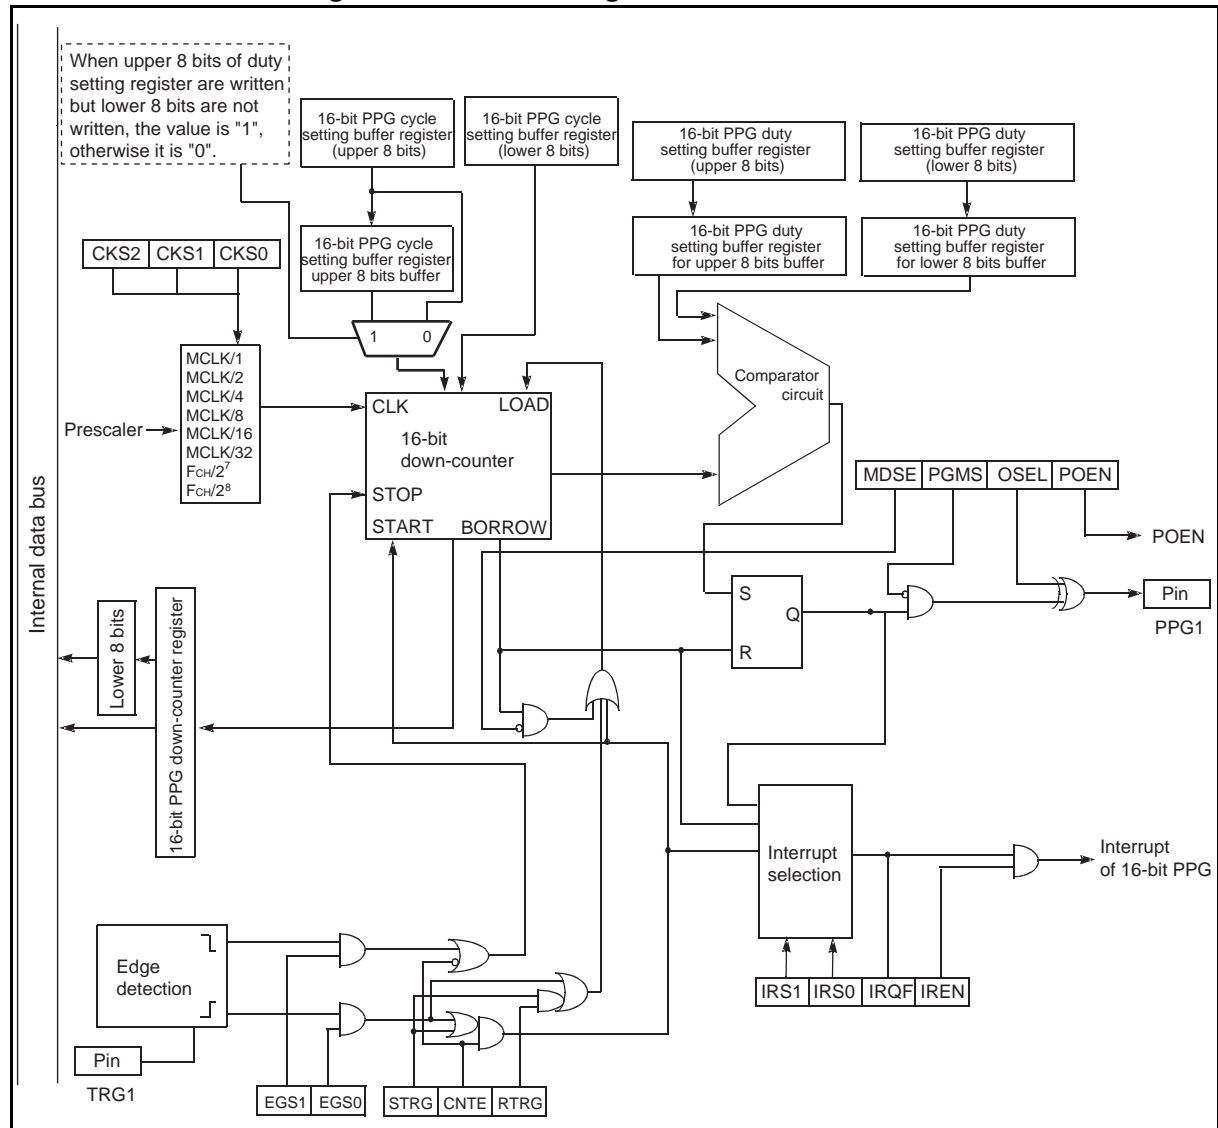 When upper 8 bits of duty
setting register are written
but lower 8 bits are not
written, the value is "1",
otherwise it is "0".
16-bit PPG cycle
setting buffer register
(upper 8 bits)
16-bit PPG cycle
setting buffer register
(lower 8 bits)
16-bit PPG duty
setting buffer register
(upper 8 bits)
16-bit PPG duty
setting buffer register
(lower 8 bits)
16-bit PPG cycle
setting buffer register
upper 8 bits buffer
16-bit PPG duty
setting buffer register
for upper 8 bits buffer
16-bit PPG duty
setting buffer register
for lower 8 bits buffer
CKS2 CKS1 CKS0
1 0
MCLK/1
MCLK/2
MCLK/4
MCLK/8
MCLK/16
MCLK/32
FCH/2⁷
FCH/2⁸
Prescaler
CLK
LOAD
16-bit
down-counter
STOP
START
BORROW
Comparator
circuit
MDSE PGMS OSEL POEN
POEN
Pin
PPG1
S
Q
R
Internal data bus
Lower 8 bits
16-bit PPG down-counter register
Interrupt
selection
Interrupt
of 16-bit PPG
IRS1 IRS0 IRQF IREN
Edge
detection
Pin
TRG1
EGS1 EGS0
STRG CNTE RTRG